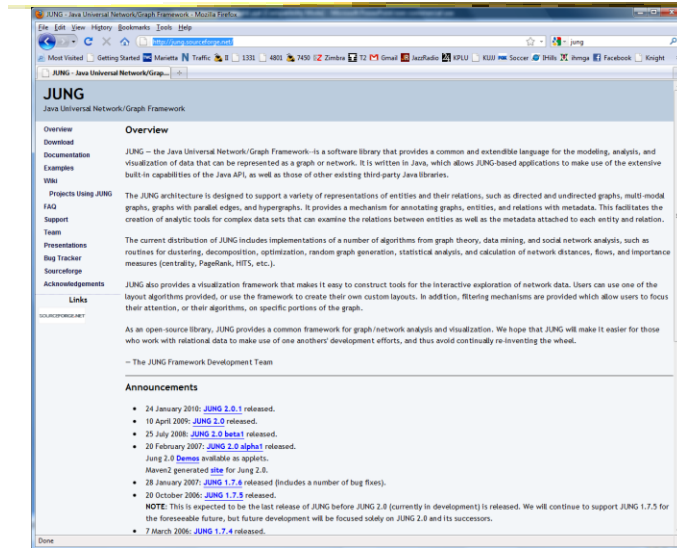 JUNG - Java Universal Network/Graph Framework - Mozilla Firefox
File Edit View History Bookmarks Tools Help
http://jung.sourceforge.net/
jung
Most Visited Getting Started Marietta Traffic 8 1331 4801 7450 Zimbra T2 Gmail JazzRadio KPLU KUJJ Soccer IHills ihmga Facebook Knight
JUNG - Java Universal Network/Grap...
JUNG
Java Universal Network/Graph Framework
Overview
Download
Documentation
Examples
Wiki
Projects Using JUNG
FAQ
Support
Team
Presentations
Bug Tracker
Sourceforge
Acknowledgements
Links
SOURCEFORGE.NET
Overview
JUNG — the Java Universal Network/Graph Framework--is a software library that provides a common and extendible language for the modeling, analysis, and
visualization of data that can be represented as a graph or network. It is written in Java, which allows JUNG-based applications to make use of the extensive
built-in capabilities of the Java API, as well as those of other existing third-party Java libraries.
The JUNG architecture is designed to support a variety of representations of entities and their relations, such as directed and undirected graphs, multi-modal
graphs, graphs with parallel edges, and hypergraphs. It provides a mechanism for annotating graphs, entities, and relations with metadata. This facilitates the
creation of analytic tools for complex data sets that can examine the relations between entities as well as the metadata attached to each entity and relation.
The current distribution of JUNG includes implementations of a number of algorithms from graph theory, data mining, and social network analysis, such as
routines for clustering, decomposition, optimization, random graph generation, statistical analysis, and calculation of network distances, flows, and importance
measures (centrality, PageRank, HITS, etc.).
JUNG also provides a visualization framework that makes it easy to construct tools for the interactive exploration of network data. Users can use one of the
layout algorithms provided, or use the framework to create their own custom layouts. In addition, filtering mechanisms are provided which allow users to focus
their attention, or their algorithms, on specific portions of the graph.
As an open-source library, JUNG provides a common framework for graph/network analysis and visualization. We hope that JUNG will make it easier for those
who work with relational data to make use of one anothers' development efforts, and thus avoid continually re-inventing the wheel.
— The JUNG Framework Development Team
Announcements
• 24 January 2010: JUNG 2.0.1 released.
• 10 April 2009: JUNG 2.0 released.
• 25 July 2008: JUNG 2.0 beta1 released.
• 20 February 2007: JUNG 2.0 alpha1 released.
Jung 2.0 Demos available as applets.
Maven2 generated site for Jung 2.0.
• 28 January 2007: JUNG 1.7.6 released (includes a number of bug fixes).
• 20 October 2006: JUNG 1.7.5 released.
NOTE: This is expected to be the last release of JUNG before JUNG 2.0 (currently in development) is released. We will continue to support JUNG 1.7.5 for
the foreseeable future, but future development will be focused solely on JUNG 2.0 and its successors.
• 7 March 2006: JUNG 1.7.4 released.
Done